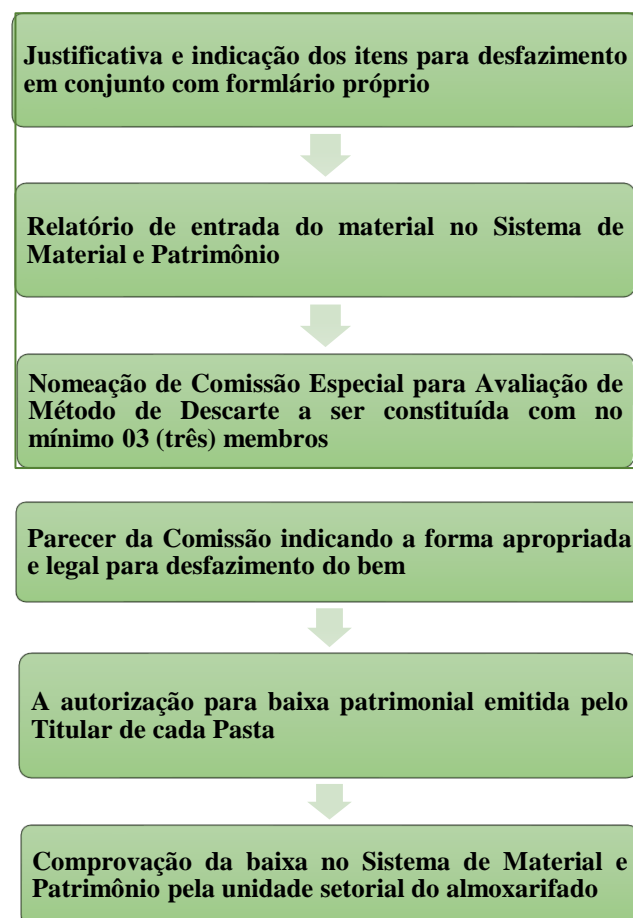 Justificativa e indicação dos itens para desfazimento
em conjunto com formlário próprio
Relatório de entrada do material no Sistema de
Material e Patrimônio
Nomeação de Comissão Especial para Avaliação de
Método de Descarte a ser constituída com no
mínimo 03 (três) membros
Parecer da Comissão indicando a forma apropriada
e legal para desfazimento do bem
A autorização para baixa patrimonial emitida pelo
Titular de cada Pasta
Comprovação da baixa no Sistema de Material e
Patrimônio pela unidade setorial do almoxarifado